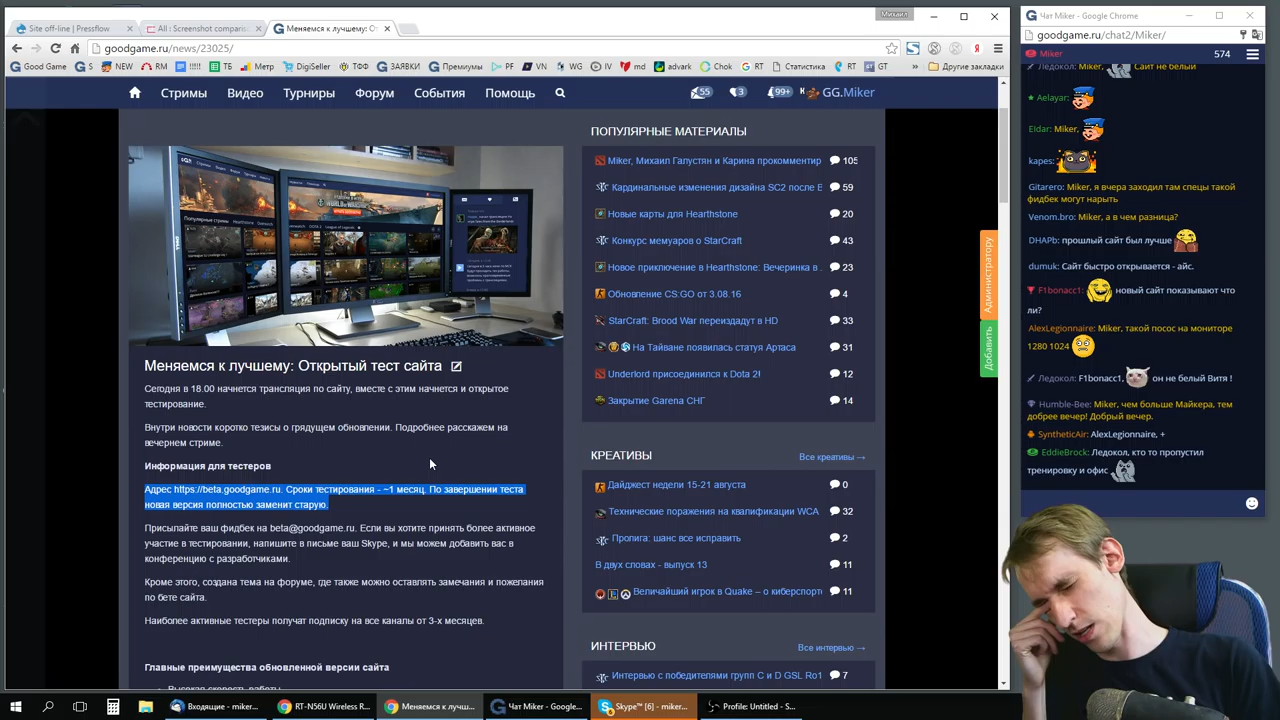 Site off-line | Pressflow
All : Screenshot comparis
Меняемся к лучшему: От
Михаил
goodgame.ru/news/23025/
Good Game
NEW
RM
!!!!!
ТБ
Метр
DigiSeller
ФФ
ЗАЯВКИ
Премиумы
PF
VN
WG
IV
md
advark
Chok
RT
Статистика
RT
GT
»
Другие закладки
Стримы
Видео
Турниры
Форум
События
Помощь
55
3
99+
GG.Miker
ПОПУЛЯРНЫЕ МАТЕРИАЛЫ
Miker, Михаил Галустян и Карина прокомментир 105
Кардинальные изменения дизайна SC2 после В 59
Новые карты для Hearthstone 20
Конкурс мемуаров о StarCraft 43
Новое приключение в Hearthstone: Вечеринка в . 23
Обновление CS:GO от 3.08.16 4
StarCraft: Brood War переиздадут в HD 33
На Тайване появилась статуя Артаса 31
Underlord присоединился к Dota 2! 12
Закрытие Garena СНГ 14
Администратору
Добавить
Меняемся к лучшему: Открытый тест сайта
Сегодня в 18.00 начнется трансляция по сайту, вместе с этим начнется и открытое
тестирование.
Внутри новости коротко тезисы о грядущем обновлении. Подробнее расскажем на
вечернем стриме.
Информация для тестеров
Адрес https://beta.goodgame.ru. Сроки тестирования - ~1 месяц. По завершении теста
новая версия полностью заменит старую.
Присылайте ваш фидбек на beta@goodgame.ru. Если вы хотите принять более активное
участие в тестировании, напишите в письме ваш Skype, и мы можем добавить вас в
конференцию с разработчиками.
Кроме этого, создана тема на форуме, где также можно оставлять замечания и пожелания
по бете сайта.
Наиболее активные тестеры получат подписку на все каналы от 3-х месяцев.
Главные преимущества обновленной версии сайта
Высокая скорость работы
КРЕАТИВЫ
Все креативы →
Дайджест недели 15-21 августа 0
Технические поражения на квалификации WCA 32
Пролига: шанс все исправить 2
В двух словах - выпуск 13 11
Величайший игрок в Quake – о киберспорте 11
ИНТЕРВЬЮ
Все интервью →
Интервью с победителями групп C и D GSL Ro1 7
Чат Miker - Google Chrome
goodgame.ru/chat2/Miker/
Miker 574
Ледокол: Miker, Сайт не белый
Aelayar:
Eldar: Miker,
kapes:
Gitarero: Miker, я вчера заходил там спецы такой
фидбек могут нарыть
Venom.bro: Miker, а в чем разница?
DHAPb: прошлый сайт был лучше
dumuk: Сайт быстро открывается - айс.
F1bonacc1: новый сайт показывают что
ли?
AlexLegionnaire: Miker, такой посос на мониторе
1280 1024
Ледокол: F1bonacc1, он не белый Витя !
Humble-Bee: Miker, чем больше Майкера, тем
добрее вечер! Добрый вечер.
SyntheticAir: AlexLegionnaire, +
EddieBrock: Ледокол, кто то пропустил
тренировку и офис
Входящие - miker...
RT-N56U Wireless R...
Меняемся к лучш...
Чат Miker - Google...
Skype™ [6] - miker...
Profile: Untitled - S...